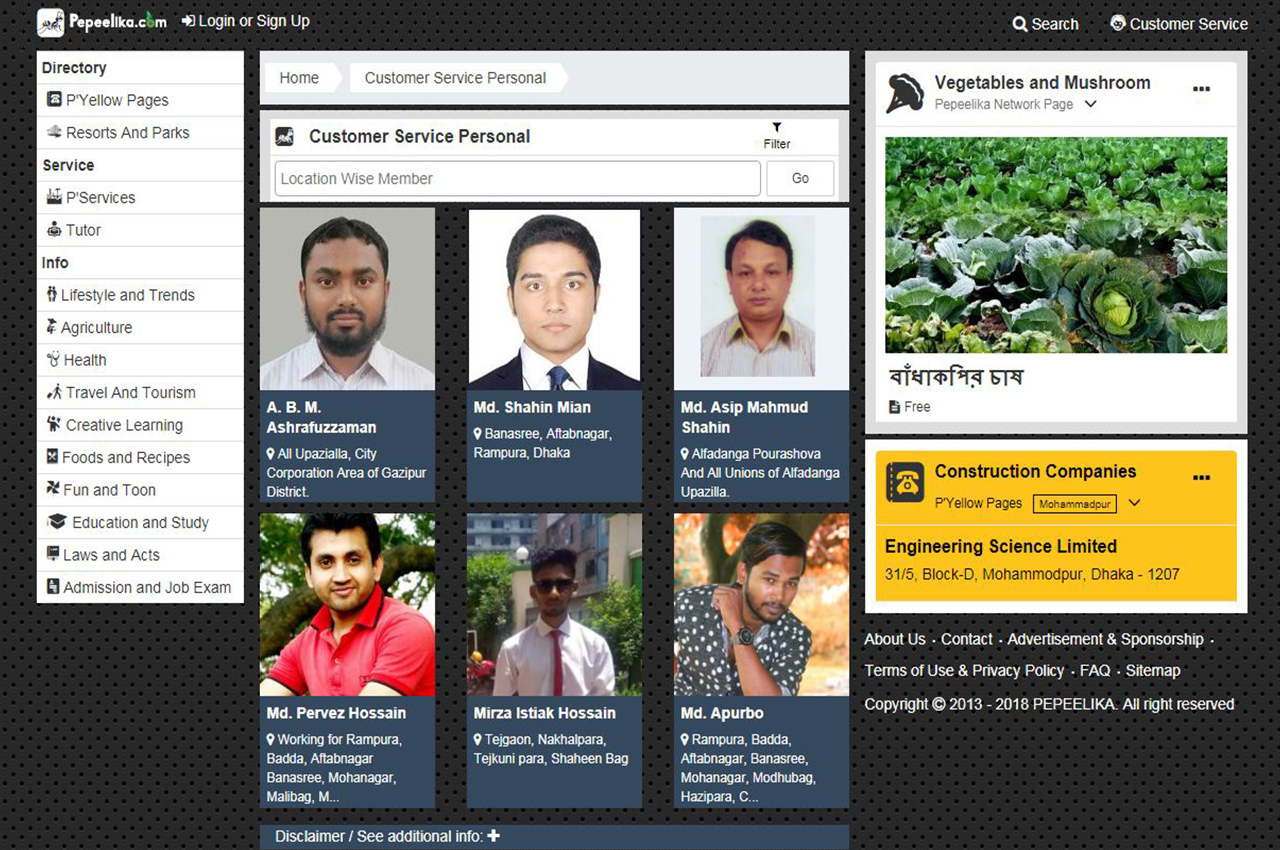 Pepeelika.com
Login or Sign Up
Search
Customer Service
Directory
P'Yellow Pages
Resorts And Parks
Service
P'Services
Tutor
Info
Lifestyle and Trends
Agriculture
Health
Travel And Tourism
Creative Learning
Foods and Recipes
Fun and Toon
Education and Study
Laws and Acts
Admission and Job Exam
Home
Customer Service Personal
Customer Service Personal
Filter
Location Wise Member
Go
A. B. M.
Ashrafuzzaman
All Upazialla, City
Corporation Area of Gazipur
District.
Md. Shahin Mian
Banasree, Aftabnagar,
Rampura, Dhaka
Md. Asip Mahmud
Shahin
Alfadanga Pourashova
And All Unions of Alfadanga
Upazilla.
Md. Pervez Hossain
Working for Rampura,
Badda, Aftabnagar
Banasree, Mohanagar,
Malibag, M...
Mirza Istiak Hossain
Tejgaon, Nakhalpara,
Tejkuni para, Shaheen Bag
Md. Apurbo
Rampura, Badda,
Aftabnagar, Banasree,
Mohanagar, Modhubag,
Hazipara, C...
Disclaimer / See additional info:
Vegetables and Mushroom
Pepeelika Network Page
বাঁধাকপির চাষ
Free
Construction Companies
P'Yellow Pages Mohammadpur
Engineering Science Limited
31/5, Block-D, Mohammodpur, Dhaka - 1207
About Us · Contact · Advertisement & Sponsorship ·
Terms of Use & Privacy Policy · FAQ · Sitemap
Copyright © 2013 - 2018 PEPEELIKA. All right reserved